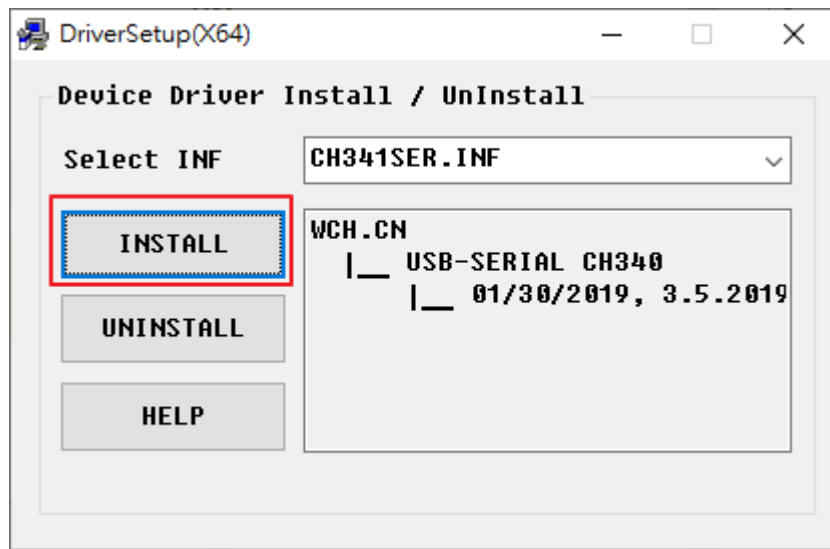 DriverSetup(X64)
Device Driver Install / UnInstall
Select INF
CH341SER.INF
INSTALL
UNINSTALL
HELP
WCH.CN
|__ USB-SERIAL CH340
|__ 01/30/2019, 3.5.2019